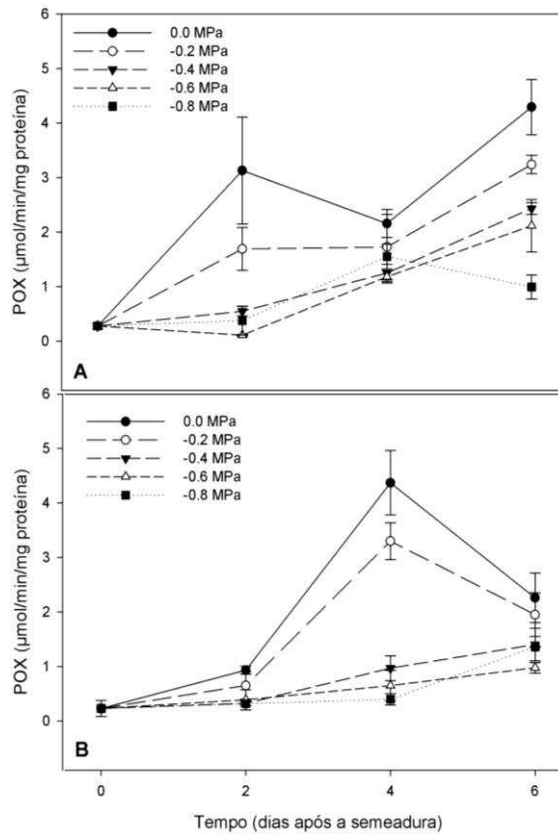 6
5
4
3
2
1
0
POX (µmol/min/mg proteína)
0.0 MPa
-0.2 MPa
-0.4 MPa
-0.6 MPa
-0.8 MPa
A
6
5
4
3
2
1
0
POX (µmol/min/mg proteína)
0.0 MPa
-0.2 MPa
-0.4 MPa
-0.6 MPa
-0.8 MPa
B
0 2 4 6
Tempo (dias após a semeadura)